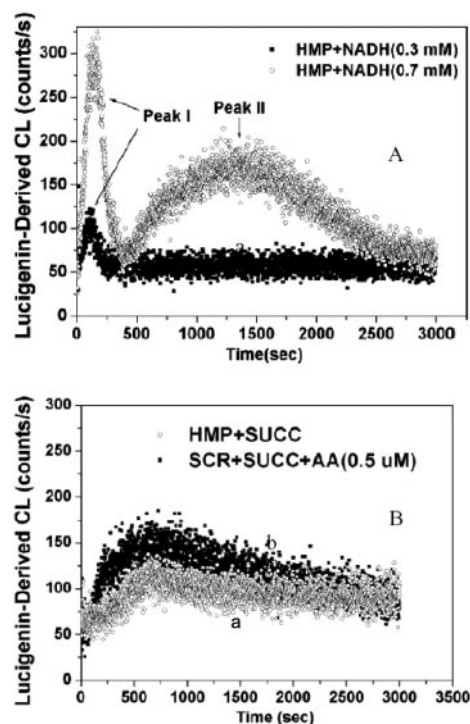 300
250
200
150
100
50
0
Lucigenin-Derived CL (counts/s)
HMP+NADH(0.3 mM)
HMP+NADH(0.7 mM)
Peak I
Peak II
A
a
0 500 1000 1500 2000 2500 3000
Time(sec)
300
250
200
150
100
50
0
Lucigenin-Derived CL (counts/s)
HMP+SUCC
SCR+SUCC+AA(0.5 uM)
B
b
a
0 500 1000 1500 2000 2500 3000 3500
Time(sec)